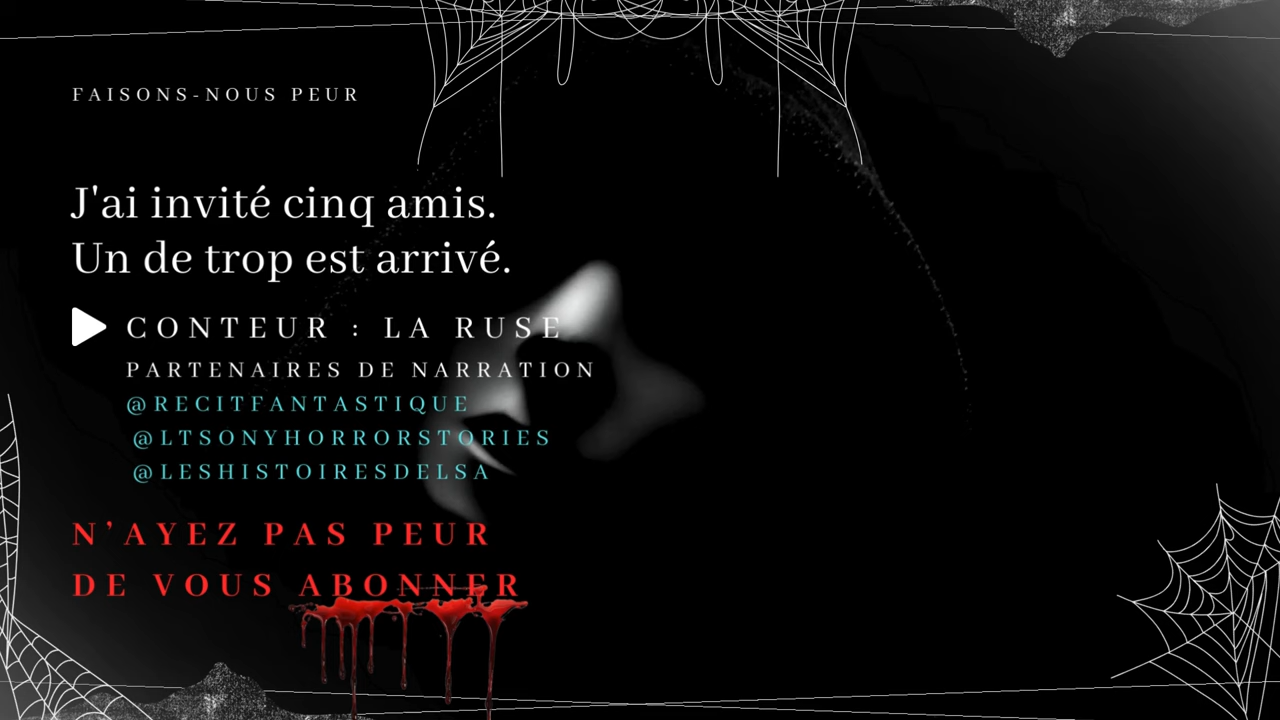 FAISONS-NOUS PEUR
J'ai invité cinq amis.
Un de trop est arrivé.
CONTEUR : LA RUSE
PARTENAIRES DE NARRATION
@RECITFANTASTIQUE
@LTSONYHORRORSTORIES
@LESHISTOIRESDELSA
N'AYEZ PAS PEUR
DE VOUS ABONNER